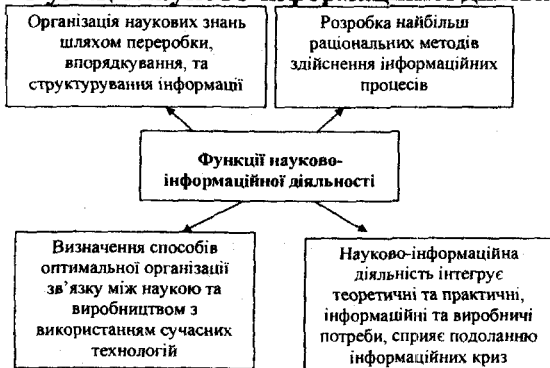 Організація наукових знань
шляхом переробки,
впорядкування, та
структурування інформації
Розробка найбільш
раціональних методів
здійснення інформаційних
процесів
Функції науково-
інформаційної діяльності
Визначення способів
оптимальної організації
зв’язку між наукою та
виробництвом з
використанням сучасних
технологій
Науково-інформаційна
діяльність інтегрує
теоретичні та практичні,
інформаційні та виробничі
потреби, сприяє подоланню
інформаційних криз